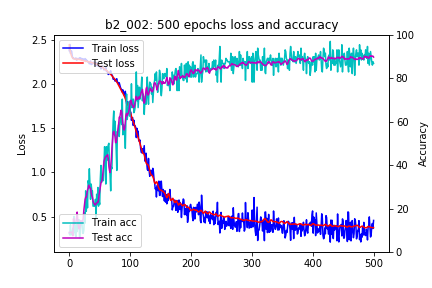 b2_002: 500 epochs loss and accuracy
Train loss
Test loss
Train acc
Test acc
Loss
2.5
2.0
1.5
1.0
0.5
Accuracy
100
80
60
40
20
0
0
100
200
300
400
500